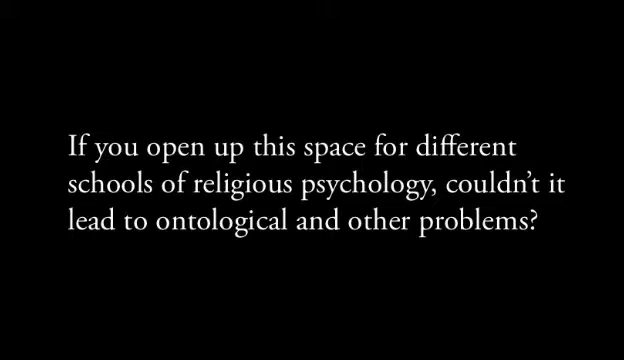 If you open up this space for different
schools of religious psychology, couldn’t it
lead to ontological and other problems?